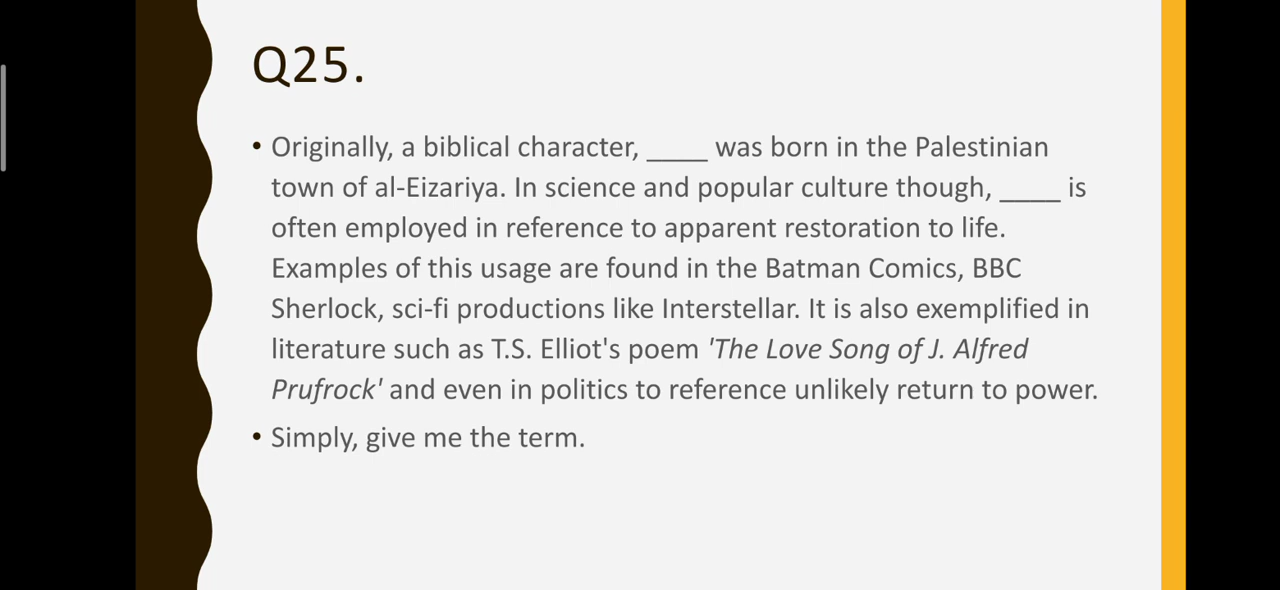 Q25.
• Originally, a biblical character, ____ was born in the Palestinian
town of al-Eizariya. In science and popular culture though, ____ is
often employed in reference to apparent restoration to life.
Examples of this usage are found in the Batman Comics, BBC
Sherlock, sci-fi productions like Interstellar. It is also exemplified in
literature such as T.S. Elliot's poem 'The Love Song of J. Alfred
Prufrock' and even in politics to reference unlikely return to power.
• Simply, give me the term.